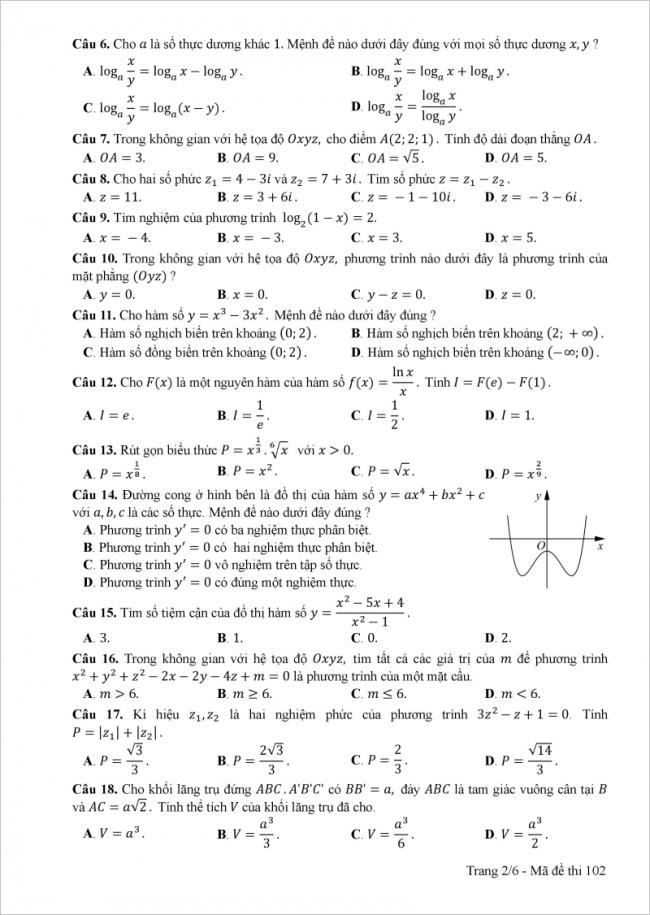 Câu 6. Cho a là số thực dương khác 1. Mệnh đề nào dưới đây đúng với mọi số thực dương x, y ?
A. logₐ x/y = logₐ x − logₐ y .    B. logₐ x/y = logₐ x + logₐ y .
C. logₐ x/y = logₐ(x − y) .    D. logₐ x/y = (logₐ x)/(logₐ y) .
Câu 7. Trong không gian với hệ tọa độ Oxyz, cho điểm A(2; 2; 1) . Tính độ dài đoạn thẳng OA .
A. OA = 3.    B. OA = 9.    C. OA = √5 .    D. OA = 5.
Câu 8. Cho hai số phức z₁ = 4 − 3i và z₂ = 7 + 3i . Tìm số phức z = z₁ − z₂ .
A. z = 11.    B. z = 3 + 6i .    C. z = − 1 − 10i .    D. z = − 3 − 6i .
Câu 9. Tìm nghiệm của phương trình log₂(1 − x) = 2.
A. x = − 4.    B. x = − 3.    C. x = 3.    D. x = 5.
Câu 10. Trong không gian với hệ tọa độ Oxyz, phương trình nào dưới đây là phương trình của
mặt phẳng (Oyz) ?
A. y = 0.    B. x = 0.    C. y − z = 0.    D. z = 0.
Câu 11. Cho hàm số y = x³ − 3x² . Mệnh đề nào dưới đây đúng ?
A. Hàm số nghịch biến trên khoảng (0; 2) .    B. Hàm số nghịch biến trên khoảng (2; + ∞) .
C. Hàm số đồng biến trên khoảng (0; 2) .    D. Hàm số nghịch biến trên khoảng (−∞; 0) .
Câu 12. Cho F(x) là một nguyên hàm của hàm số f(x) = (ln x)/x . Tính I = F(e) − F(1) .
A. I = e .    B. I = 1/e .    C. I = 1/2 .    D. I = 1.
Câu 13. Rút gọn biểu thức P = x^(1/3) . ⁶√x với x > 0.
A. P = x^(1/8) .    B. P = x² .    C. P = √x .    D. P = x^(2/9) .
Câu 14. Đường cong ở hình bên là đồ thị của hàm số y = ax⁴ + bx² + c
với a, b, c là các số thực. Mệnh đề nào dưới đây đúng ?
A. Phương trình y′ = 0 có ba nghiệm thực phân biệt.
B. Phương trình y′ = 0 có hai nghiệm thực phân biệt.
C. Phương trình y′ = 0 vô nghiệm trên tập số thực.
D. Phương trình y′ = 0 có đúng một nghiệm thực.
y
O
x
Câu 15. Tìm số tiệm cận của đồ thị hàm số y = (x² − 5x + 4)/(x² − 1) .
A. 3.    B. 1.    C. 0.    D. 2.
Câu 16. Trong không gian với hệ tọa độ Oxyz, tìm tất cả các giá trị của m để phương trình
x² + y² + z² − 2x − 2y − 4z + m = 0 là phương trình của một mặt cầu.
A. m > 6.    B. m ≥ 6.    C. m ≤ 6.    D. m < 6.
Câu 17. Kí hiệu z₁, z₂ là hai nghiệm phức của phương trình 3z² − z + 1 = 0. Tính
P = |z₁| + |z₂| .
A. P = √3/3 .    B. P = 2√3/3 .    C. P = 2/3 .    D. P = √14/3 .
Câu 18. Cho khối lăng trụ đứng ABC . A′B′C′ có BB′ = a, đáy ABC là tam giác vuông cân tại B
và AC = a√2 . Tính thể tích V của khối lăng trụ đã cho.
A. V = a³ .    B. V = a³/3 .    C. V = a³/6 .    D. V = a³/2 .
Trang 2/6 - Mã đề thi 102